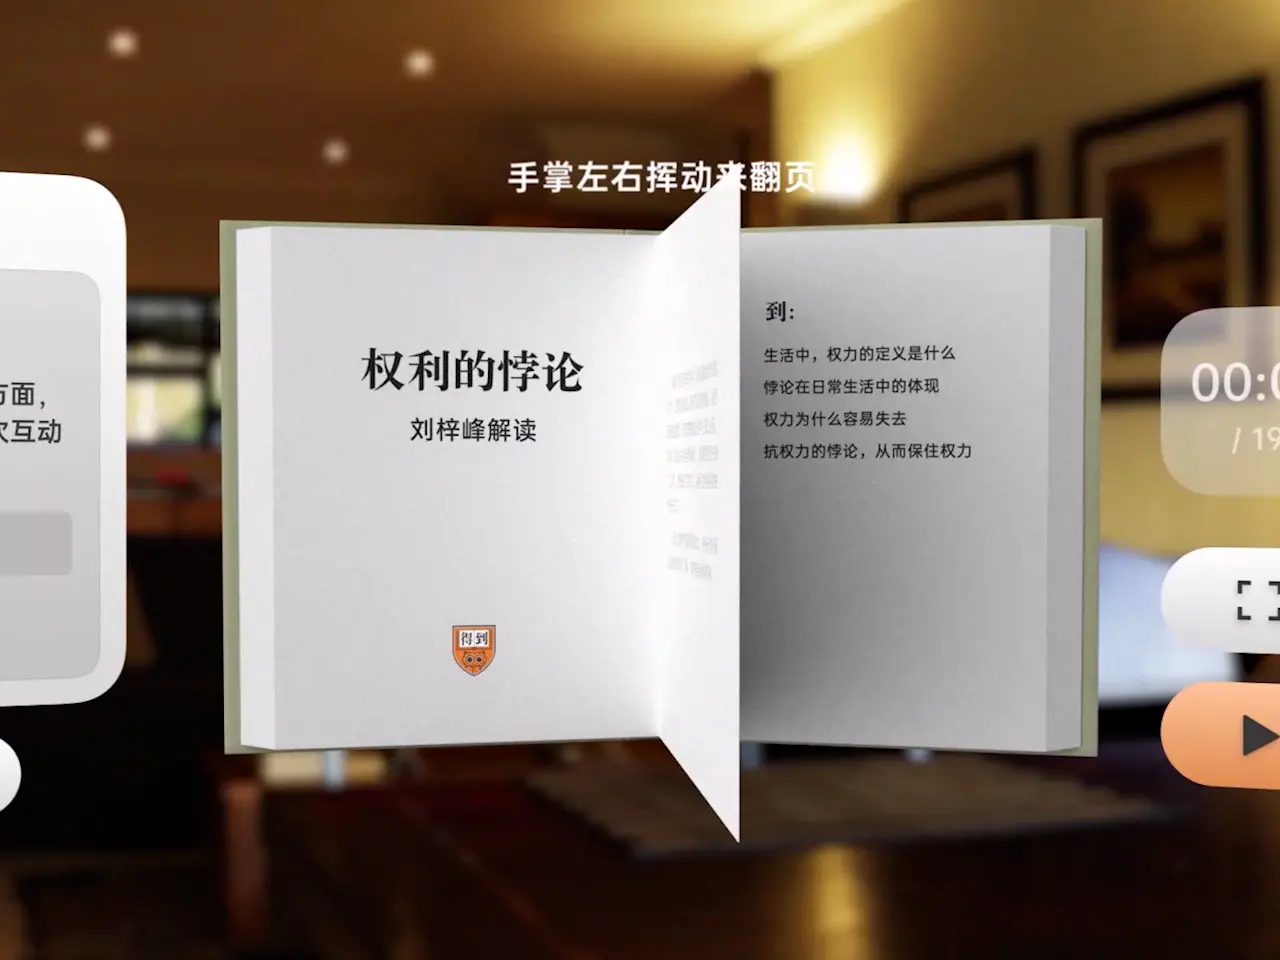 手掌左右挥动来翻页
方面，
次互动
权利的悖论
刘梓峰解读
得到
到：
生活中，权力的定义是什么
悖论在日常生活中的体现
权力为什么容易失去
抗权力的悖论，从而保住权力
00:0
/ 19